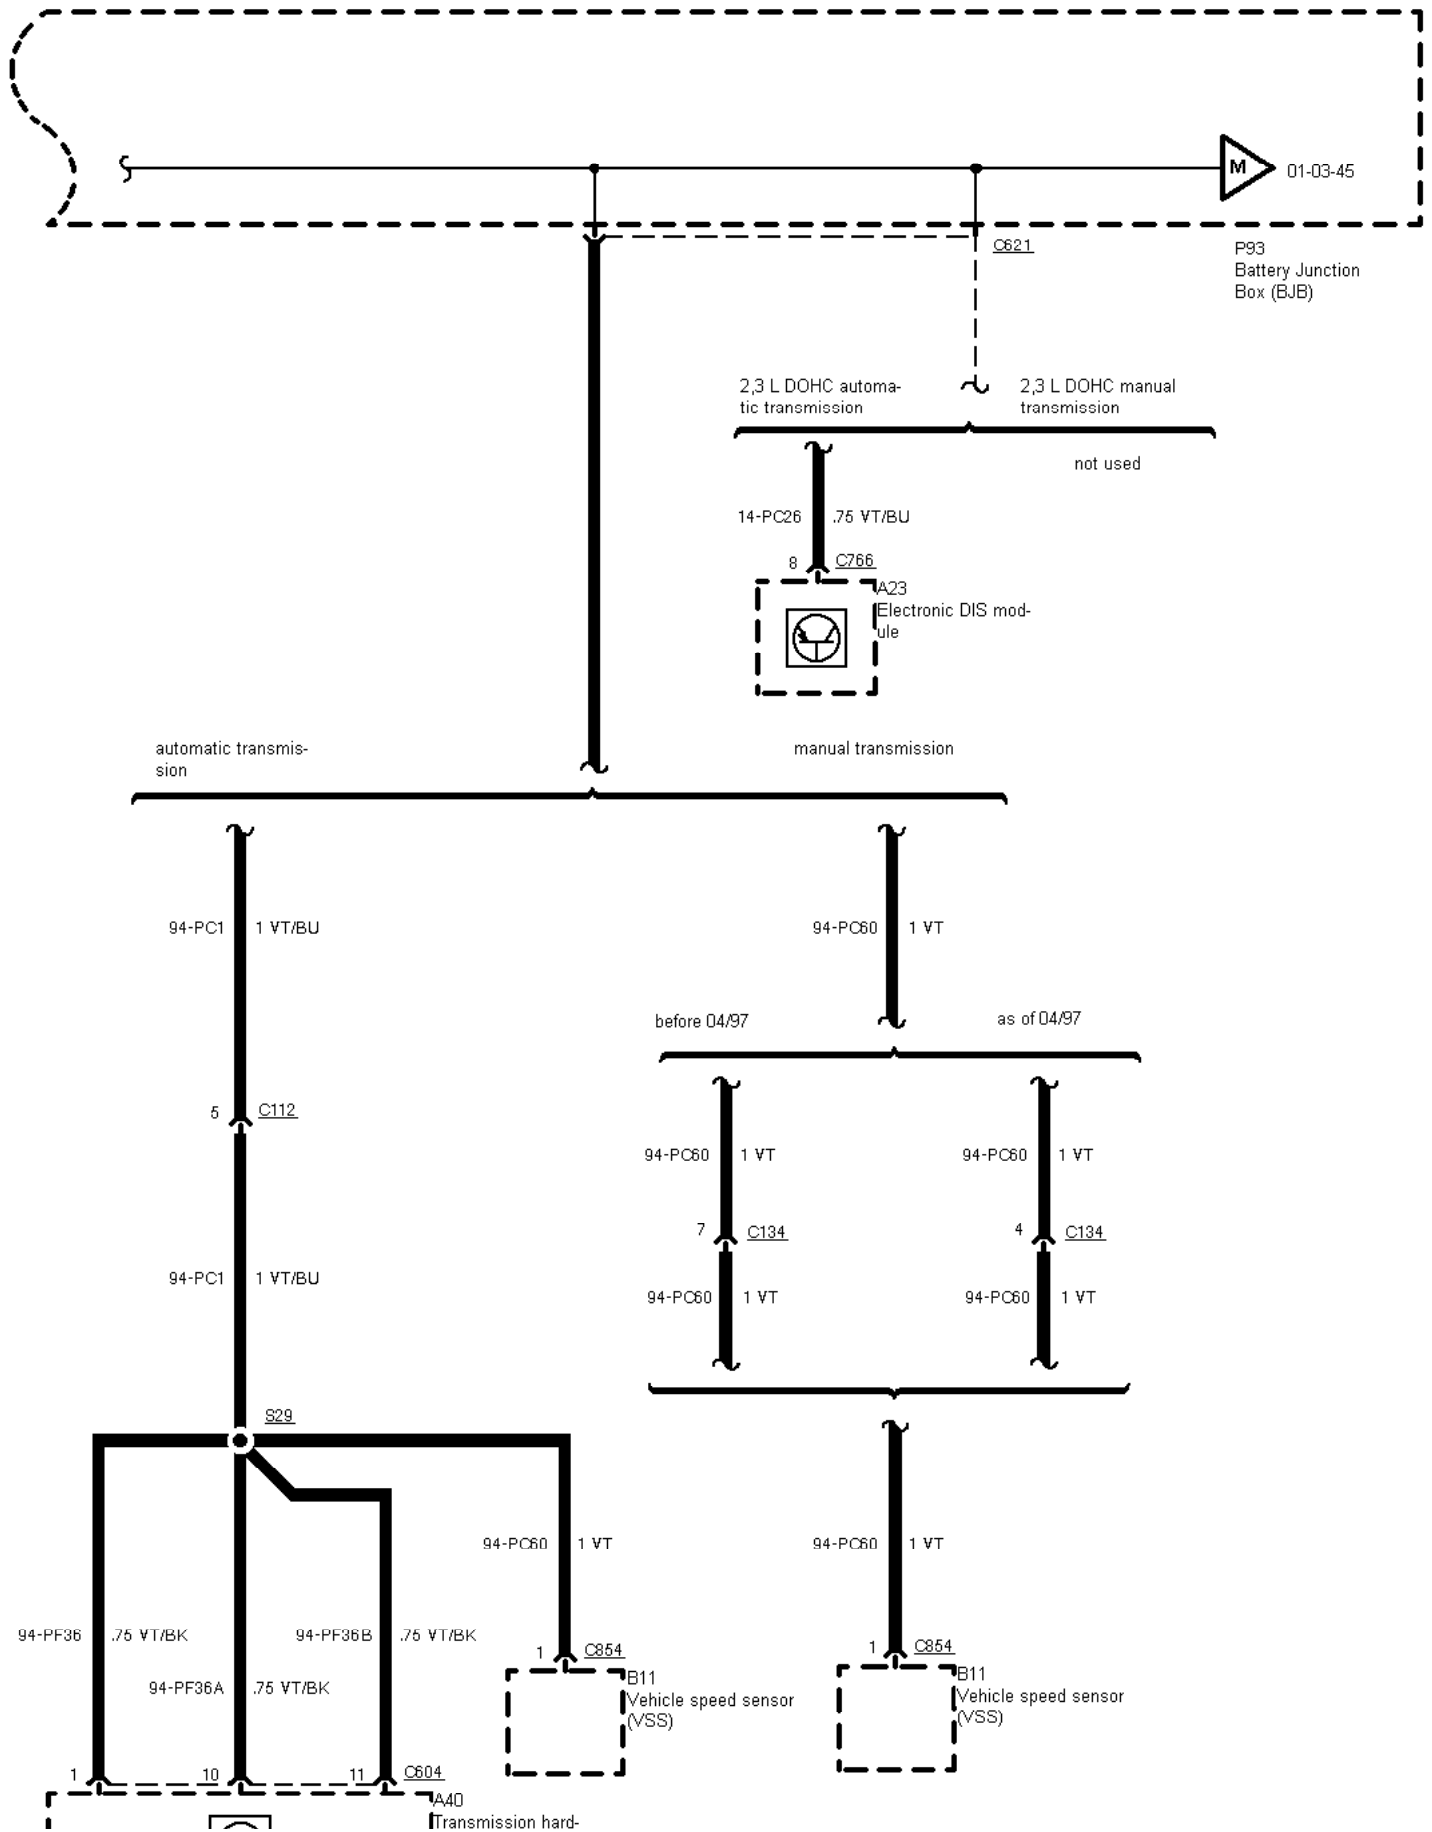 M
01-03-45
C621
P93
Battery Junction
Box (BJB)
2,3 L DOHC automa-
tic transmission
2,3 L DOHC manual
transmission
not used
14-PC26
.75 VT/BU
8
C766
A23
Electronic DIS mod-
ule
automatic transmis-
sion
manual transmission
94-PC1
1 VT/BU
94-PC60
1 VT
before 04/97
as of 04/97
5
C112
94-PC60
1 VT
94-PC60
1 VT
7
C134
4
C134
94-PC1
1 VT/BU
94-PC60
1 VT
94-PC60
1 VT
S29
94-PC60
1 VT
94-PC60
1 VT
94-PF36
.75 VT/BK
94-PF36B
.75 VT/BK
94-PF36A
.75 VT/BK
1
C854
B11
Vehicle speed sensor
(VSS)
1
C854
B11
Vehicle speed sensor
(VSS)
1
10
11
C604
A40
Transmission hard-